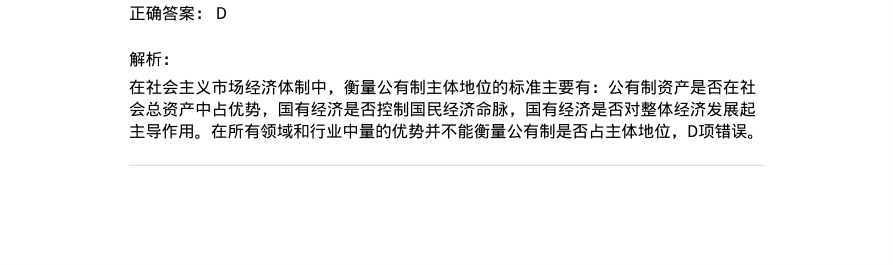 正确答案： D
解析：
在社会主义市场经济体制中，衡量公有制主体地位的标准主要有：公有制资产是否在社
会总资产中占优势，国有经济是否控制国民经济命脉，国有经济是否对整体经济发展起
主导作用。在所有领域和行业中量的优势并不能衡量公有制是否占主体地位，D项错误。